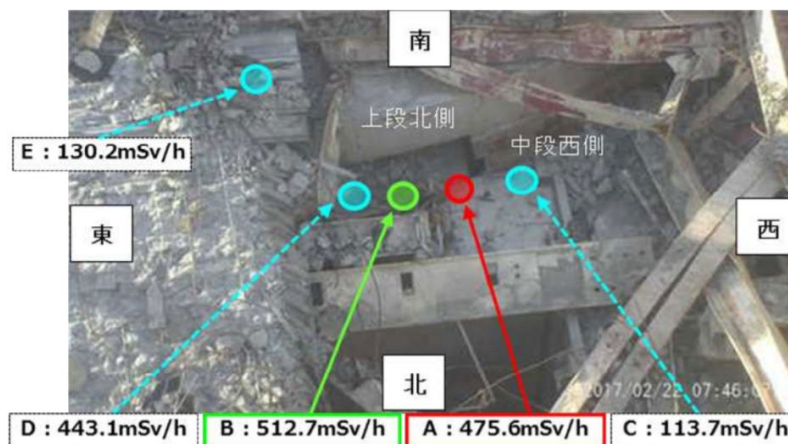 南
上段北側
中段西側
E：130.2mSv/h
東
西
北
2017/02/22 07:46:07
D：443.1mSv/h
B：512.7mSv/h
A：475.6mSv/h
C：113.7mSv/h